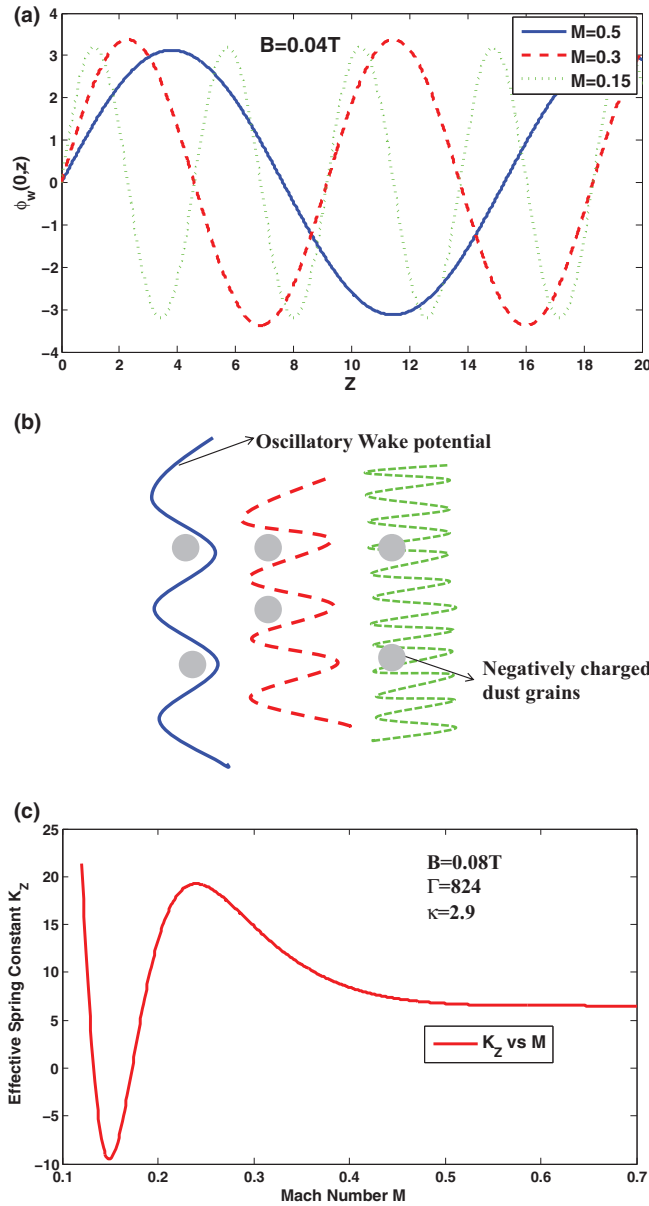 (a)
B=0.04T
M=0.5
M=0.3
M=0.15
4
3
2
1
0
−1
−2
−3
−4
ϕw(0,z)
0 2 4 6 8 10 12 14 16 18 20
Z
(b)
Oscillatory Wake potential
Negatively charged
dust grains
(c)
25
20
15
10
5
0
−5
−10
Effective Spring Constant KZ
B=0.08T
Γ=824
κ=2.9
KZ vs M
0.1 0.2 0.3 0.4 0.5 0.6 0.7
Mach Number M